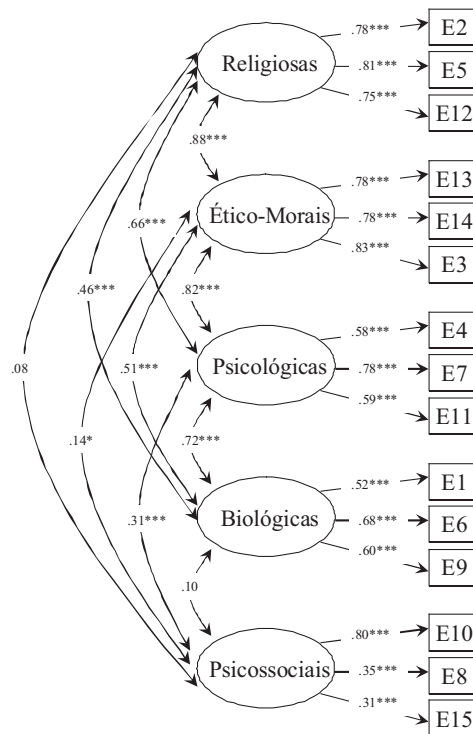 .78*** E2
Religiosas .81*** E5
.75*** E12
.88***
.78*** E13
Ético-Morais .78*** E14
.66*** .83*** E3
.46*** .82***
.58*** E4
.08 Psicológicas .78*** E7
.51*** .59*** E11
.14* .72***
.52*** E1
.31*** Biológicas .68*** E6
.60*** E9
.10
.80*** E10
Psicossociais .35*** E8
.31*** E15